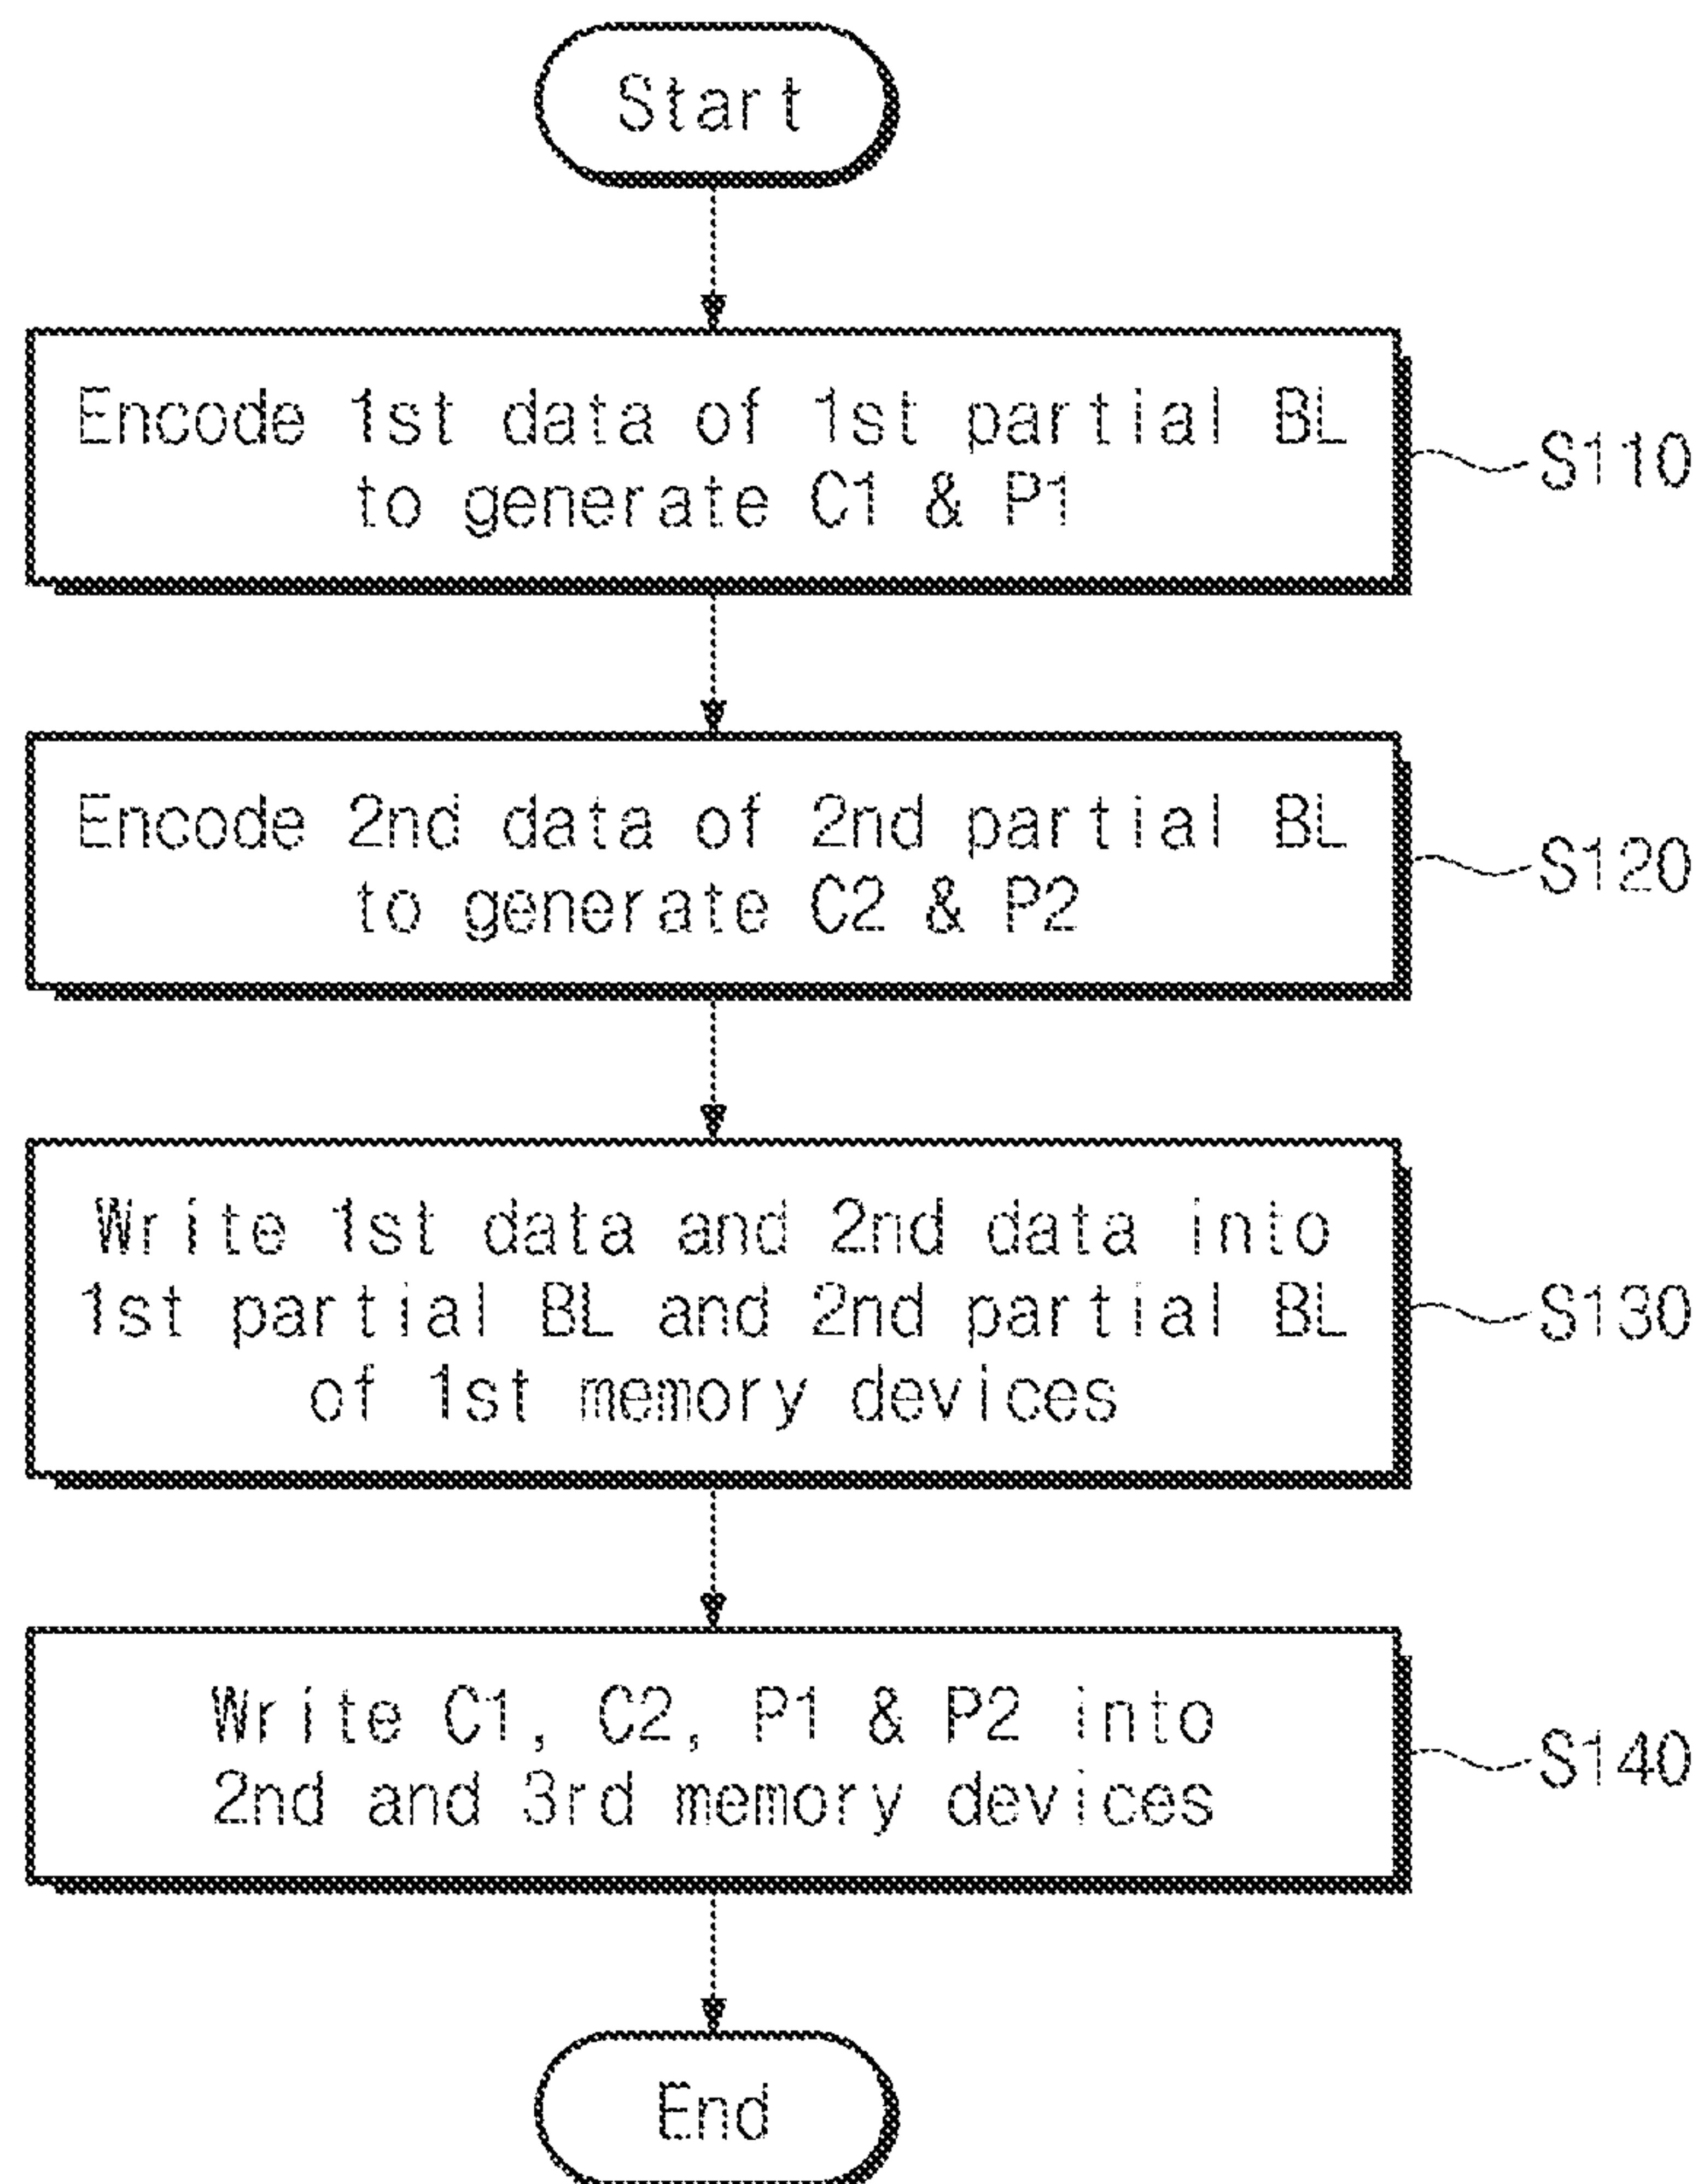 Start
Encode 1st data of 1st partial BL
to generate C1 & P1
S110
Encode 2nd data of 2nd partial BL
to generate C2 & P2
S120
Write 1st data and 2nd data into
1st partial BL and 2nd partial BL
of 1st memory devices
S130
Write C1, C2, P1 & P2 into
2nd and 3rd memory devices
S140
End